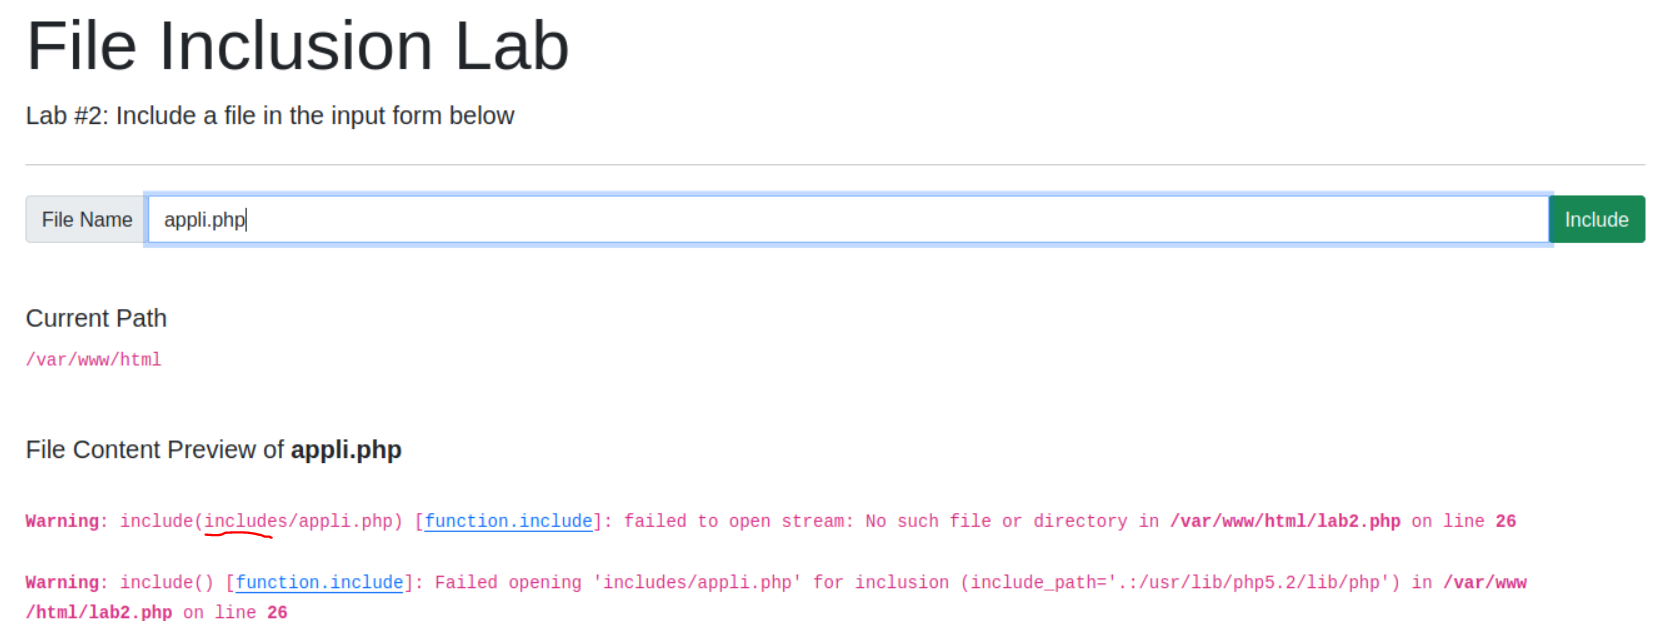 File Inclusion Lab
Lab #2: Include a file in the input form below
File Name appli.php Include
Current Path
/var/www/html
File Content Preview of appli.php
Warning: include(includes/appli.php) [function.include]: failed to open stream: No such file or directory in /var/www/html/lab2.php on line 26
Warning: include() [function.include]: Failed opening 'includes/appli.php' for inclusion (include_path='.:/usr/lib/php5.2/lib/php') in /var/www
/html/lab2.php on line 26